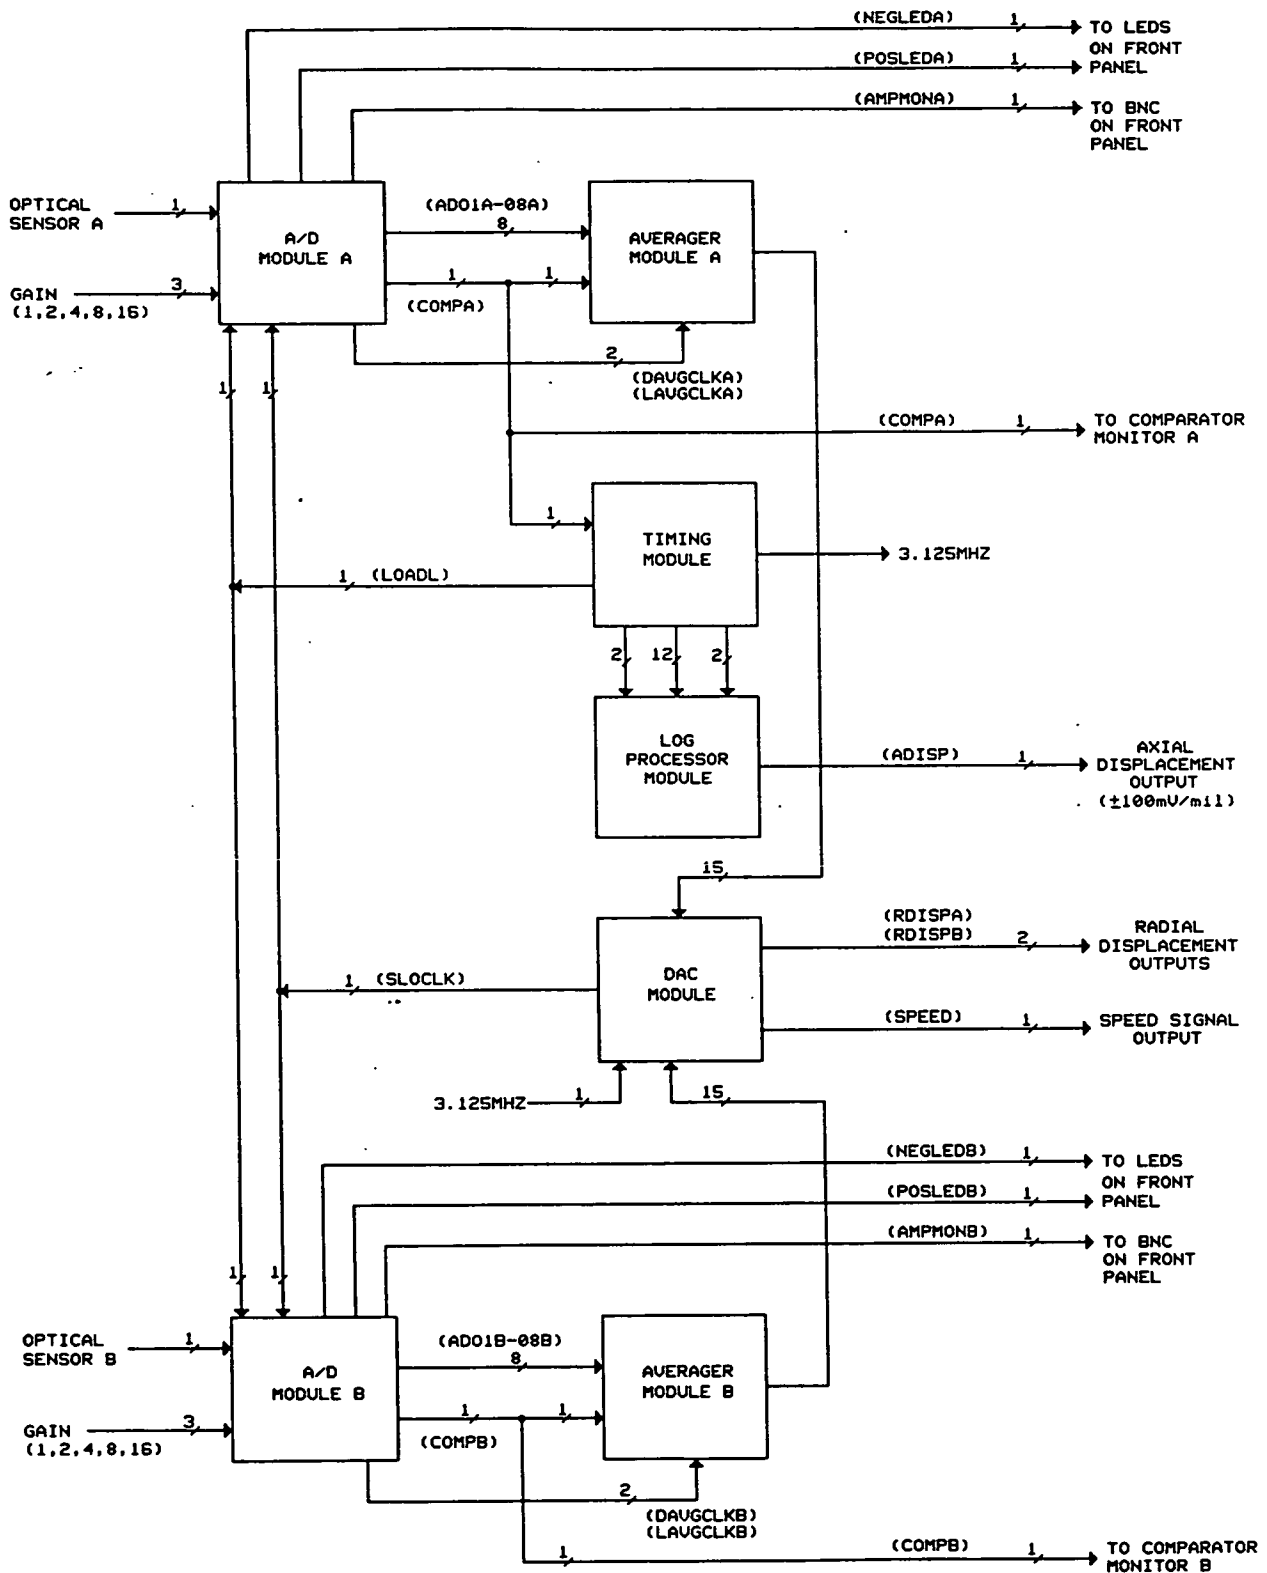 (NEGLEDA) 1 TO LEDS
ON FRONT
(POSLEDA) 1 PANEL
(AMPMONA) 1 TO BNC
ON FRONT
PANEL
OPTICAL
SENSOR A
1
GAIN
(1,2,4,8,16)
3
A/D
MODULE A
(ADO1A-08A)
8
1 1
(COMPA)
AVERAGER
MODULE A
2
(DAVGCLKA)
(LAVGCLKA)
1 1
(COMPA) 1 TO COMPARATOR
MONITOR A
1
TIMING
MODULE
3.125MHZ
1 (LOADL)
2 12 2
LOG
PROCESSOR
MODULE
(ADISP) 1
AXIAL
DISPLACEMENT
OUTPUT
(±100mV/mil)
15
(RDISPA)
(RDISPB) 2
RADIAL
DISPLACEMENT
OUTPUTS
1 (SLOCLK)
DAC
MODULE
(SPEED) 1 SPEED SIGNAL
OUTPUT
3.125MHZ 1
15
(NEGLEDB) 1 TO LEDS
ON FRONT
(POSLEDB) 1 PANEL
(AMPMONB) 1 TO BNC
ON FRONT
PANEL
1 1
OPTICAL
SENSOR B
1
GAIN
(1,2,4,8,16)
3
A/D
MODULE B
(ADO1B-08B)
8
1 1
(COMPB)
AVERAGER
MODULE B
2
(DAVGCLKB)
(LAVGCLKB)
1 (COMPB) 1 TO COMPARATOR
MONITOR B